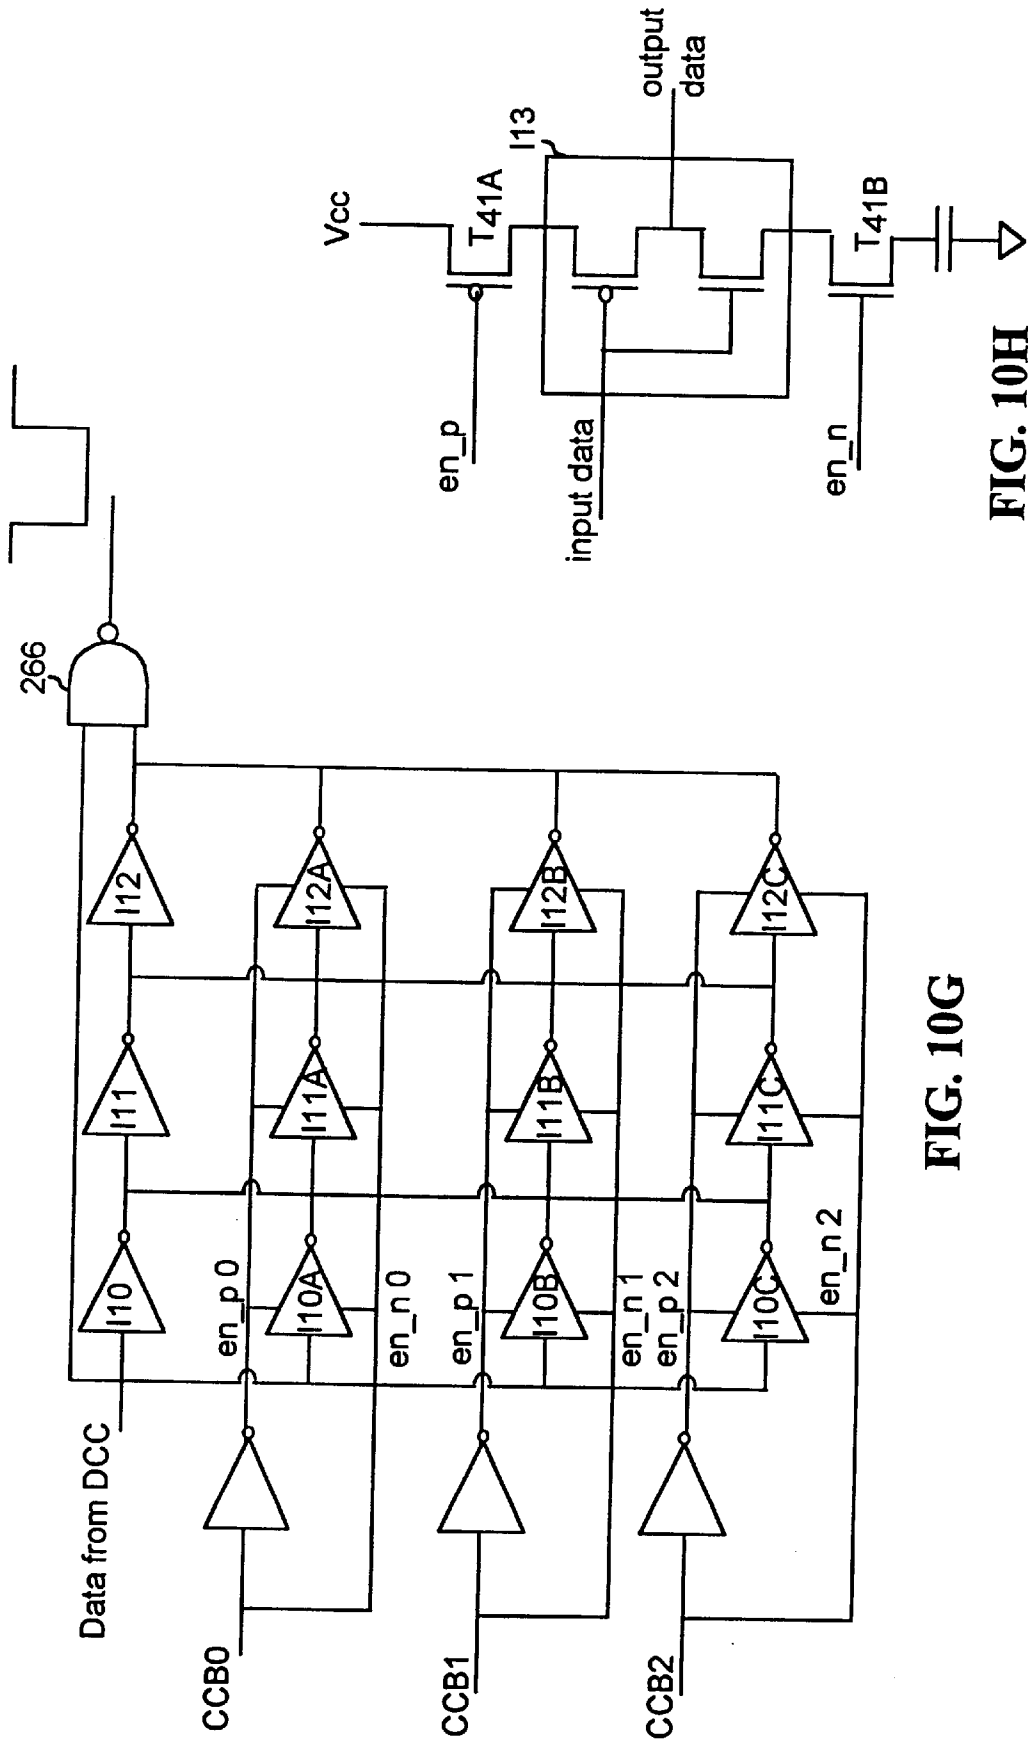 266
Data from DCC
I10
I11
I12
CCB0
en_p 0
I10A
I11A
I12A
en_n 0
CCB1
en_p 1
I10B
I11B
I12B
en_n 1
CCB2
en_p 2
I10C
I11C
I12C
en_n 2
FIG. 10G
Vcc
en_p
T41A
I13
input data
output
data
en_n
T41B
FIG. 10H